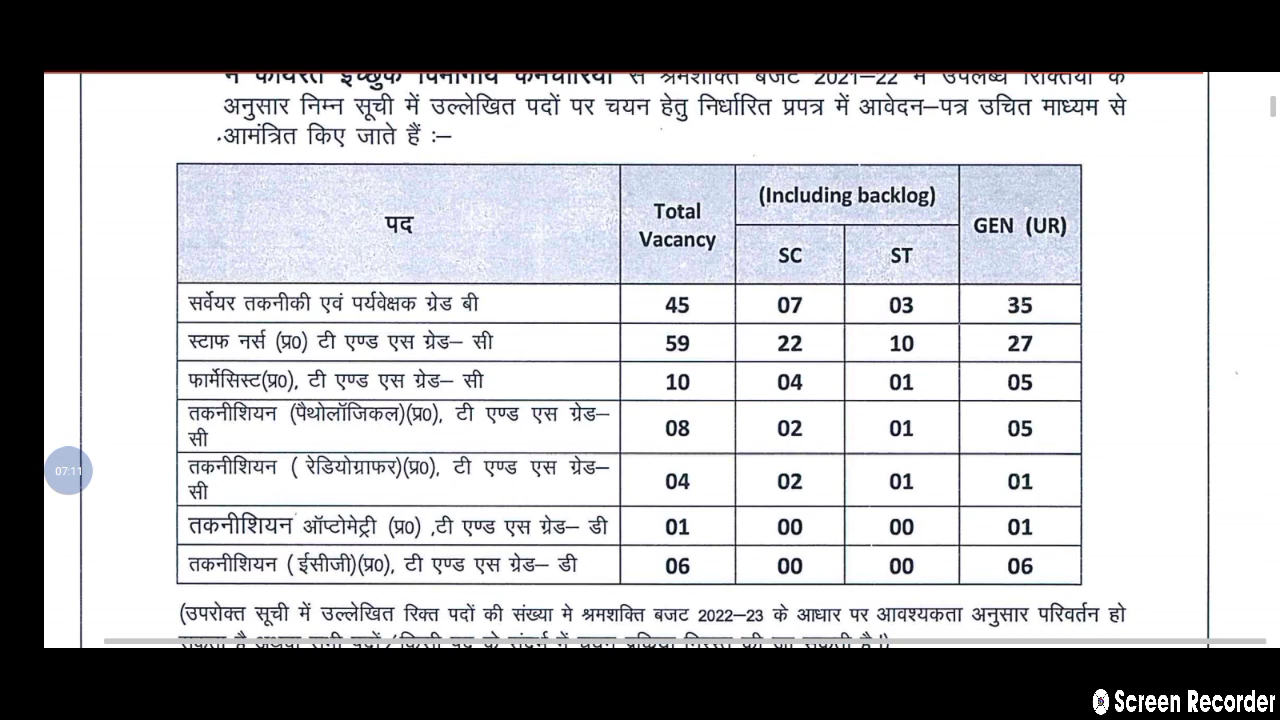 से श्रमशक्ति बजट 2021–22 में उपलब्ध रिक्तियों के
अनुसार निम्न सूची में उल्लेखित पदों पर चयन हेतु निर्धारित प्रपत्र में आवेदन–पत्र उचित माध्यम से
आमंत्रित किए जाते हैं :–
पद Total Vacancy (Including backlog) GEN (UR)
SC ST
सर्वेयर तकनीकी एवं पर्यवेक्षक ग्रेड बी 45 07 03 35
स्टाफ नर्स (प्र0) टी एण्ड एस ग्रेड– सी 59 22 10 27
फार्मेसिस्ट(प्र0), टी एण्ड एस ग्रेड– सी 10 04 01 05
तकनीशियन (पैथोलॉजिकल)(प्र0), टी एण्ड एस ग्रेड–
सी 08 02 01 05
तकनीशियन ( रेडियोग्राफर)(प्र0), टी एण्ड एस ग्रेड–
सी 04 02 01 01
तकनीशियन ऑप्टोमेट्री (प्र0) ,टी एण्ड एस ग्रेड– डी 01 00 00 01
तकनीशियन ( ईसीजी)(प्र0), टी एण्ड एस ग्रेड– डी 06 00 00 06
(उपरोक्त सूची में उल्लेखित रिक्त पदों की संख्या मे श्रमशक्ति बजट 2022–23 के आधार पर आवश्यकता अनुसार परिवर्तन हो
07:11
Screen Recorder